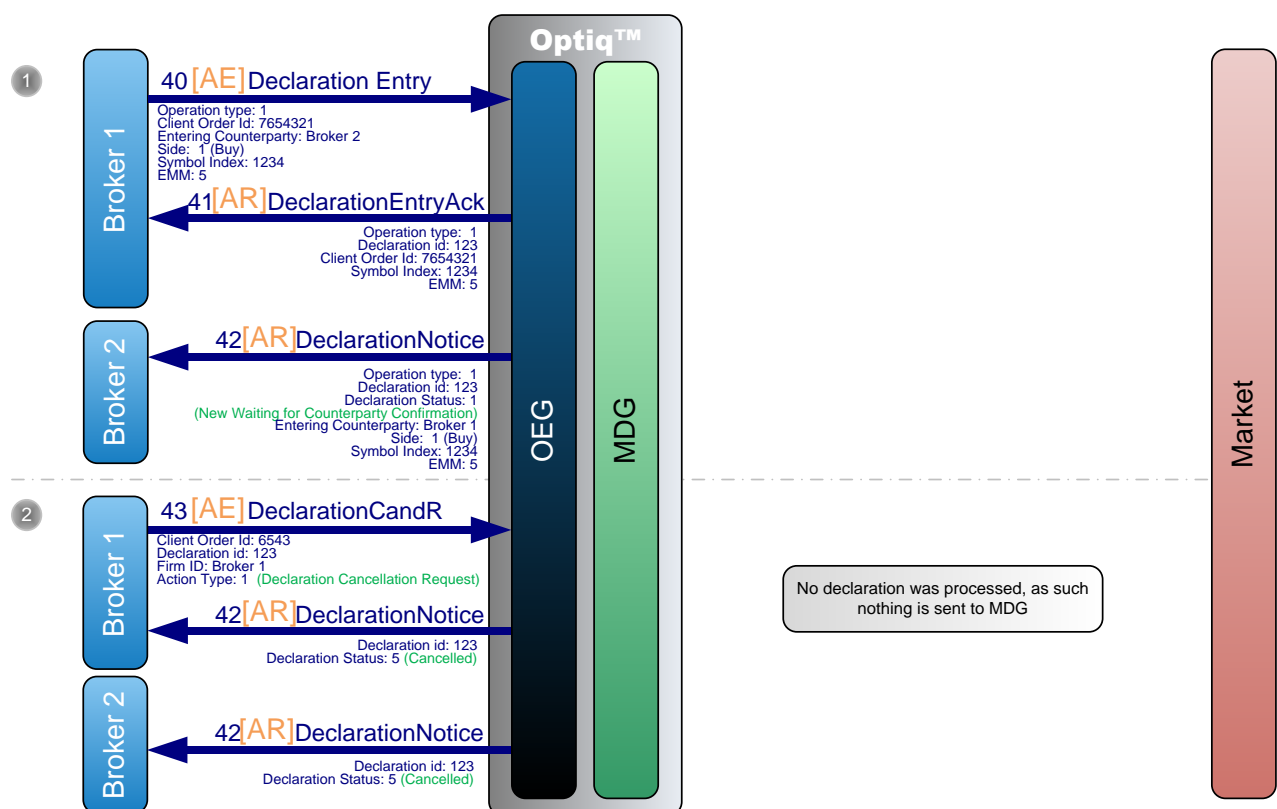 Optiq™
1
Broker 1
40 [AE] Declaration Entry
Operation type: 1
Client Order Id: 7654321
Entering Counterparty: Broker 2
Side: 1 (Buy)
Symbol Index: 1234
EMM: 5
41[AR]DeclarationEntryAck
Operation type: 1
Declaration id: 123
Client Order Id: 7654321
Symbol Index: 1234
EMM: 5
Broker 2
42[AR]DeclarationNotice
Operation type: 1
Declaration id: 123
Declaration Status: 1
(New Waiting for Counterparty Confirmation)
Entering Counterparty: Broker 1
Side: 1 (Buy)
Symbol Index: 1234
EMM: 5
OEG
MDG
Market
2
Broker 1
43 [AE] DeclarationCandR
Client Order Id: 6543
Declaration id: 123
Firm ID: Broker 1
Action Type: 1 (Declaration Cancellation Request)
42[AR]DeclarationNotice
Declaration id: 123
Declaration Status: 5 (Cancelled)
Broker 2
42[AR]DeclarationNotice
Declaration id: 123
Declaration Status: 5 (Cancelled)
No declaration was processed, as such
nothing is sent to MDG